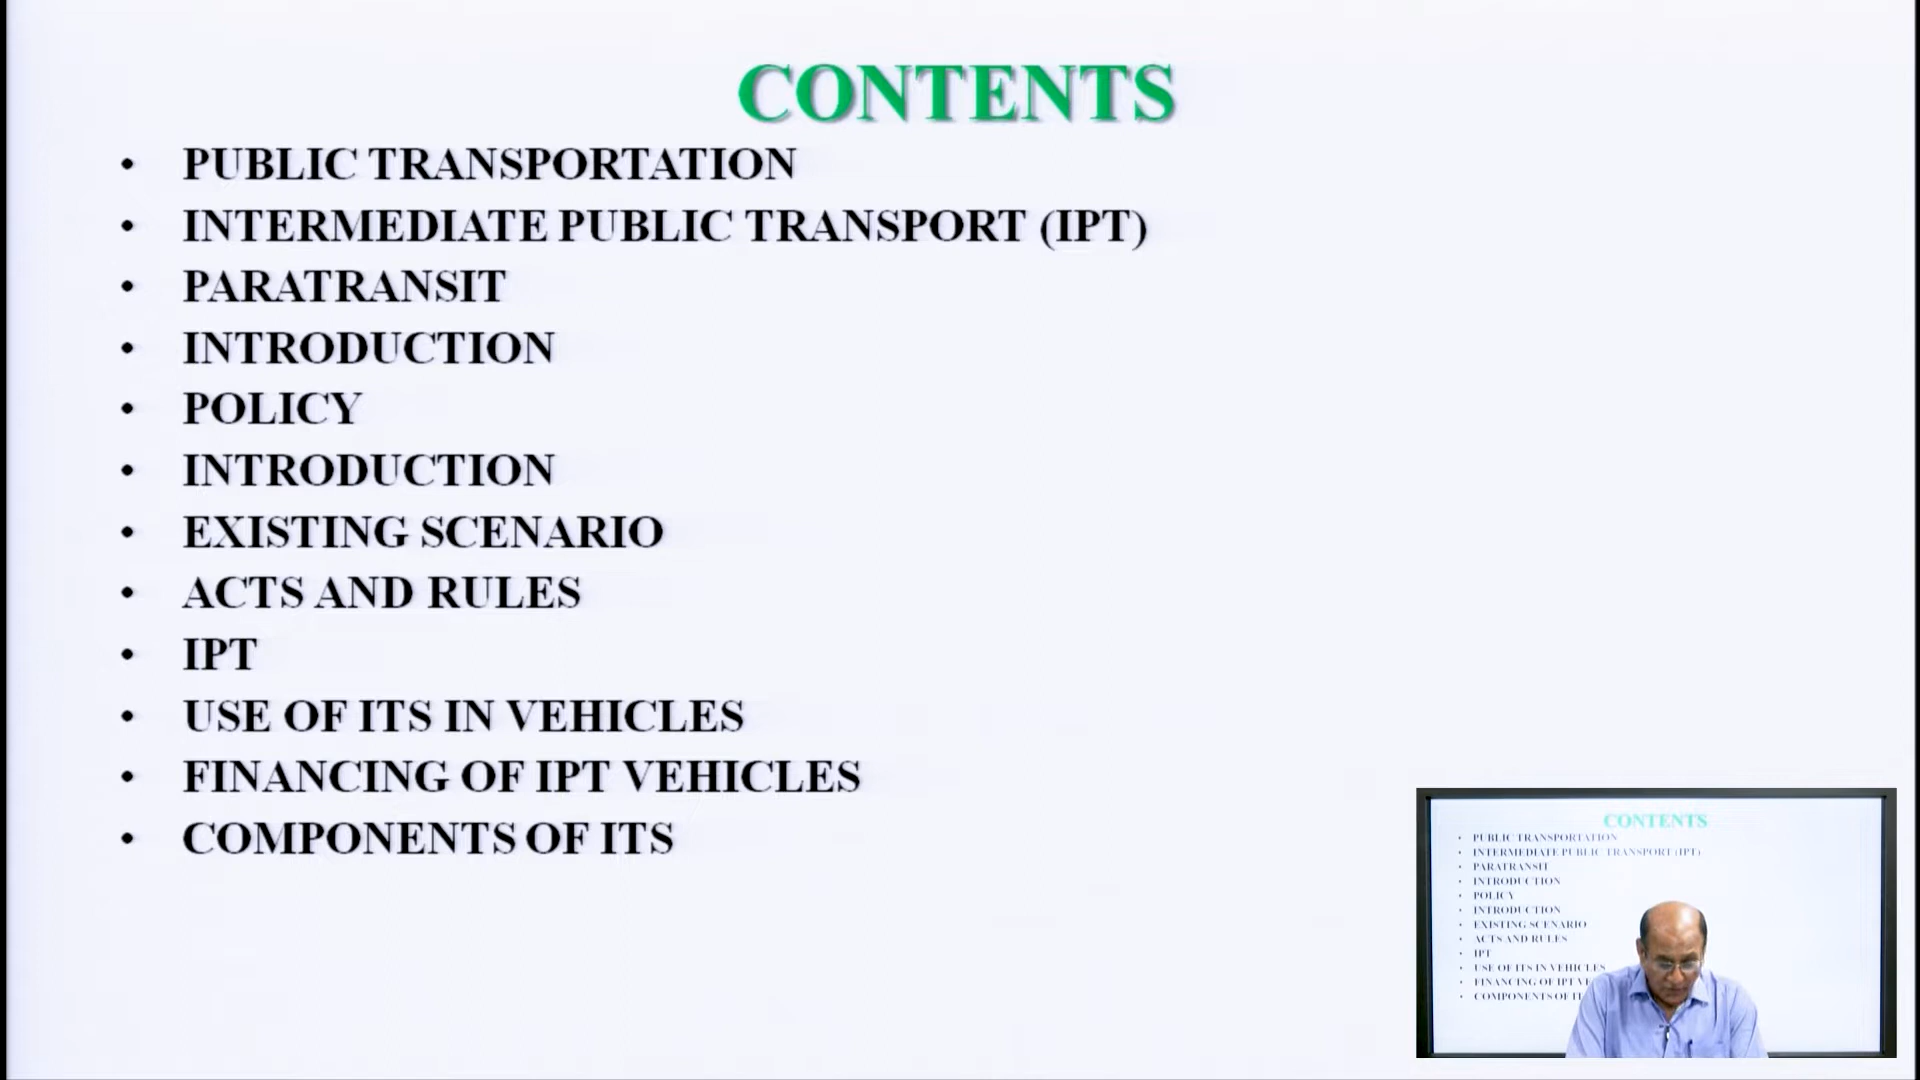 CONTENTS
• PUBLIC TRANSPORTATION
• INTERMEDIATE PUBLIC TRANSPORT (IPT)
• PARATRANSIT
• INTRODUCTION
• POLICY
• INTRODUCTION
• EXISTING SCENARIO
• ACTS AND RULES
• IPT
• USE OF ITS IN VEHICLES
• FINANCING OF IPT VEHICLES
• COMPONENTS OF ITS
CONTENTS
• PUBLIC TRANSPORTATION
• INTERMEDIATE PUBLIC TRANSPORT (IPT)
• PARATRANSIT
• INTRODUCTION
• POLICY
• INTRODUCTION
• EXISTING SCENARIO
• ACTS AND RULES
• IPT
• USE OF ITS IN VEHICLES
• FINANCING OF IPT
• COMPONENTS OF